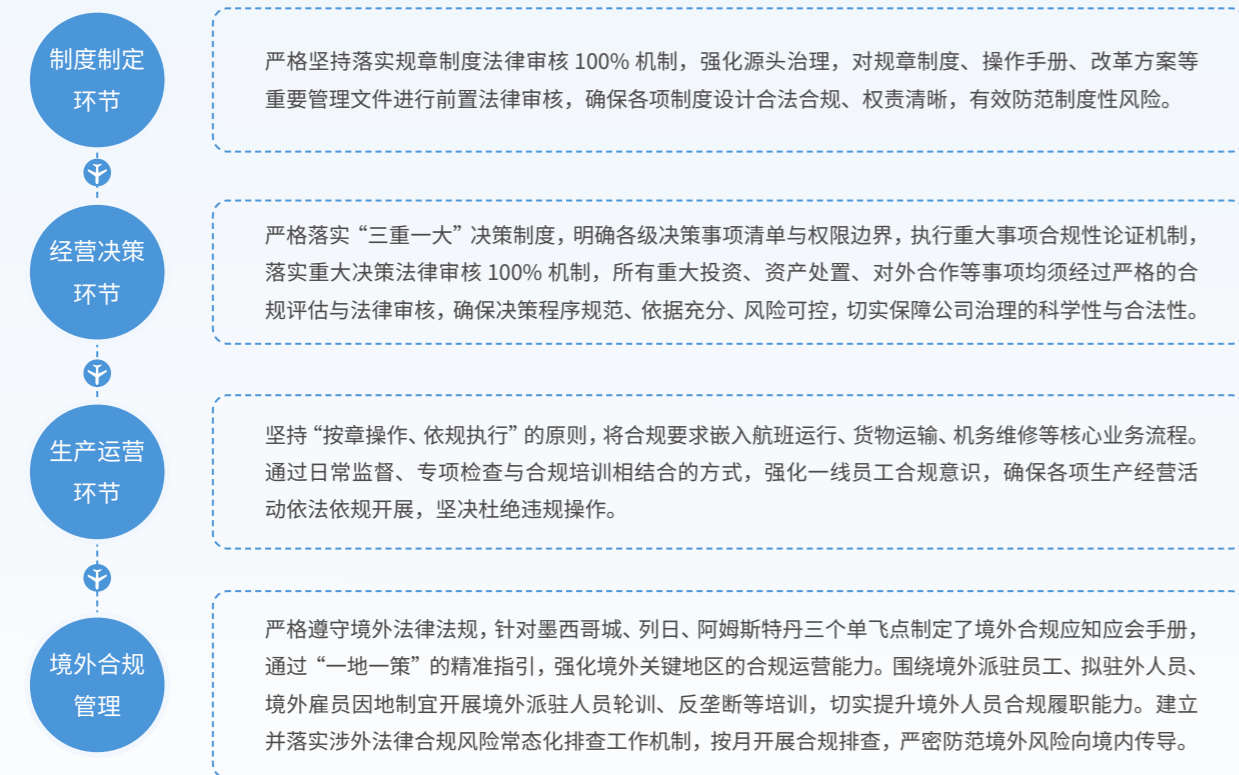 制度制定
环节
严格坚持落实规章制度法律审核 100% 机制，强化源头治理，对规章制度、操作手册、改革方案等
重要管理文件进行前置法律审核，确保各项制度设计合法合规、权责清晰，有效防范制度性风险。
经营决策
环节
严格落实“三重一大”决策制度，明确各级决策事项清单与权限边界，执行重大事项合规性论证机制，
落实重大决策法律审核 100% 机制，所有重大投资、资产处置、对外合作等事项均须经过严格的合
规评估与法律审核，确保决策程序规范、依据充分、风险可控，切实保障公司治理的科学性与合法性。
生产运营
环节
坚持“按章操作、依规执行”的原则，将合规要求嵌入航班运行、货物运输、机务维修等核心业务流程。
通过日常监督、专项检查与合规培训相结合的方式，强化一线员工合规意识，确保各项生产经营活
动依法依规开展，坚决杜绝违规操作。
境外合规
管理
严格遵守境外法律法规，针对墨西哥城、列日、阿姆斯特丹三个单飞点制定了境外合规应知应会手册，
通过“一地一策”的精准指引，强化境外关键地区的合规运营能力。围绕境外派驻员工、拟驻外人员、
境外雇员因地制宜开展境外派驻人员轮训、反垄断等培训，切实提升境外人员合规履职能力。建立
并落实涉外法律合规风险常态化排查工作机制，按月开展合规排查，严密防范境外风险向境内传导。